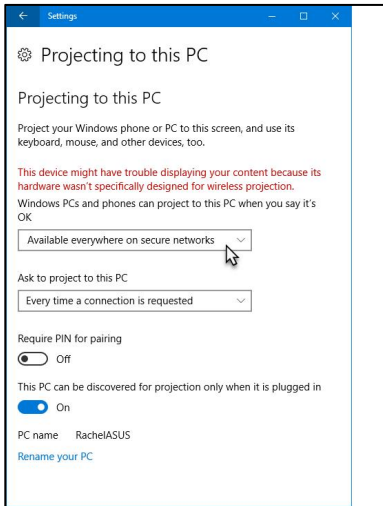 Settings
Projecting to this PC
Projecting to this PC
Project your Windows phone or PC to this screen, and use its
keyboard, mouse, and other devices, too.
This device might have trouble displaying your content because its
hardware wasn't specifically designed for wireless projection.
Windows PCs and phones can project to this PC when you say it's
OK
Available everywhere on secure networks
Ask to project to this PC
Every time a connection is requested
Require PIN for pairing
Off
This PC can be discovered for projection only when it is plugged in
On
PC name RachelASUS
Rename your PC